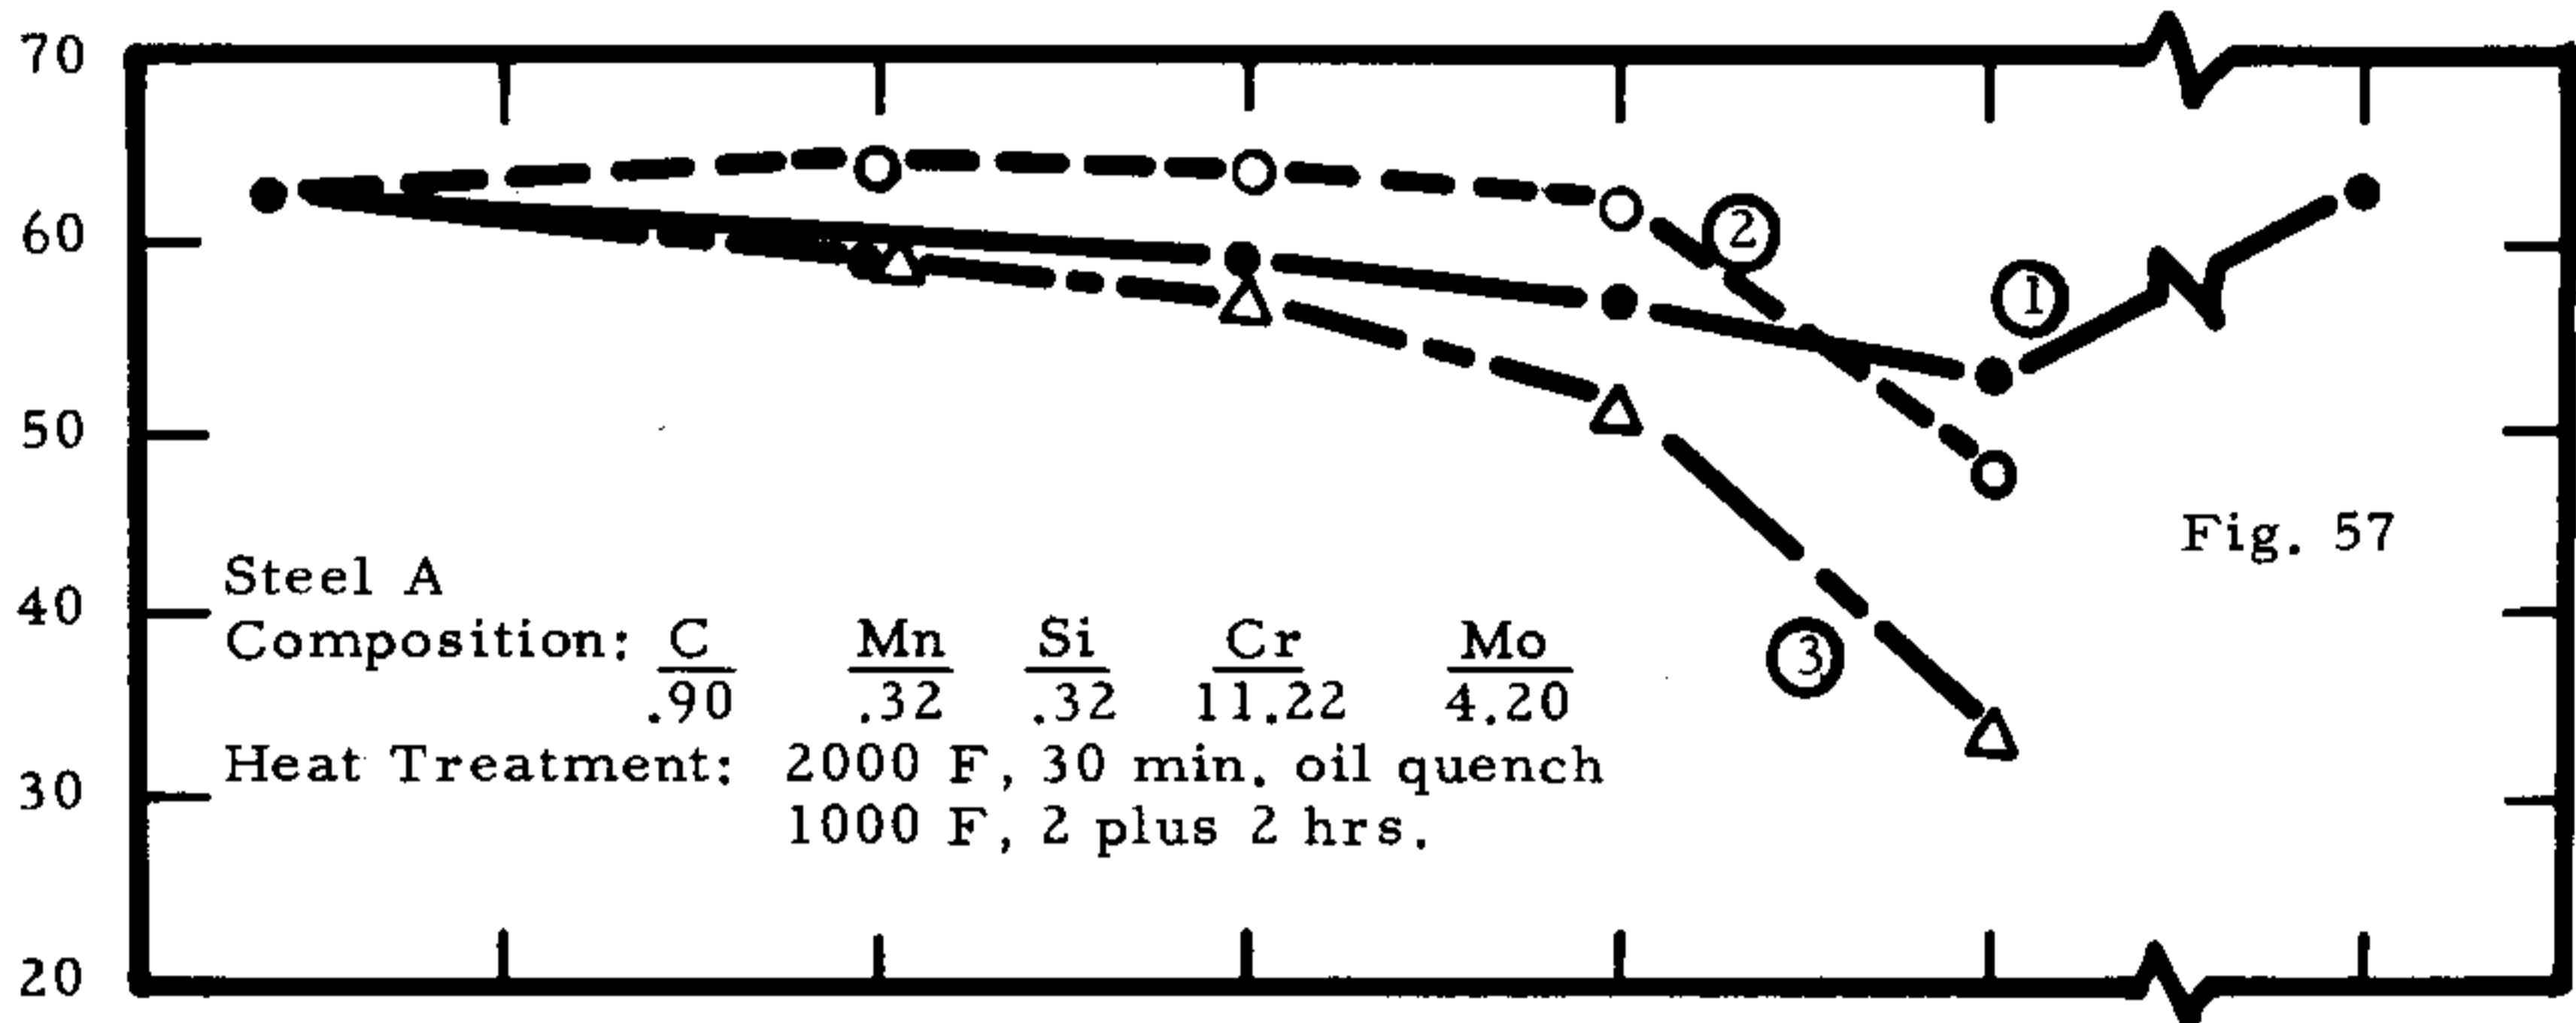 70
60
50
40
30
20
2
1
3
Fig. 57
Steel A
Composition: C Mn Si Cr Mo
.90 .32 .32 11.22 4.20
Heat Treatment: 2000 F, 30 min. oil quench
1000 F, 2 plus 2 hrs.